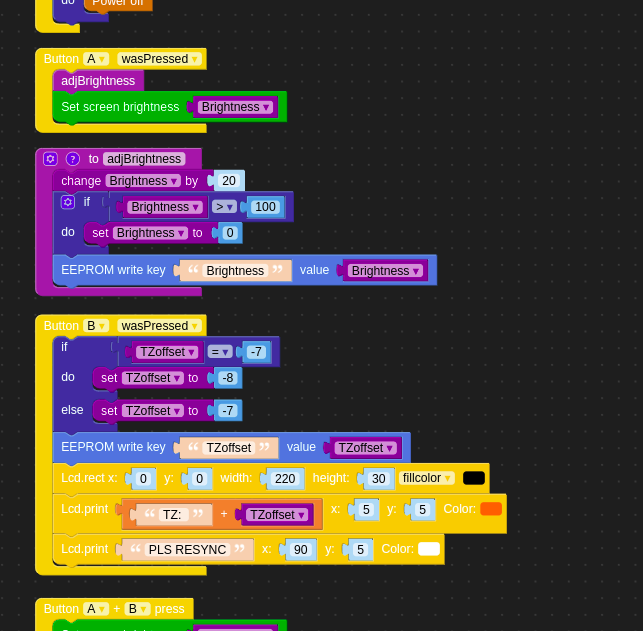 do Power off
Button A wasPressed
adjBrightness
Set screen brightness Brightness
? to adjBrightness
change Brightness by 20
if Brightness > 100
do set Brightness to 0
EEPROM write key “ Brightness ” value Brightness
Button B wasPressed
if TZoffset = -7
do set TZoffset to -8
else set TZoffset to -7
EEPROM write key “ TZoffset ” value TZoffset
Lcd.rect x: 0 y: 0 width: 220 height: 30 fillcolor
Lcd.print “ TZ: ” + TZoffset x: 5 y: 5 Color:
Lcd.print “ PLS RESYNC ” x: 90 y: 5 Color:
Button A + B press